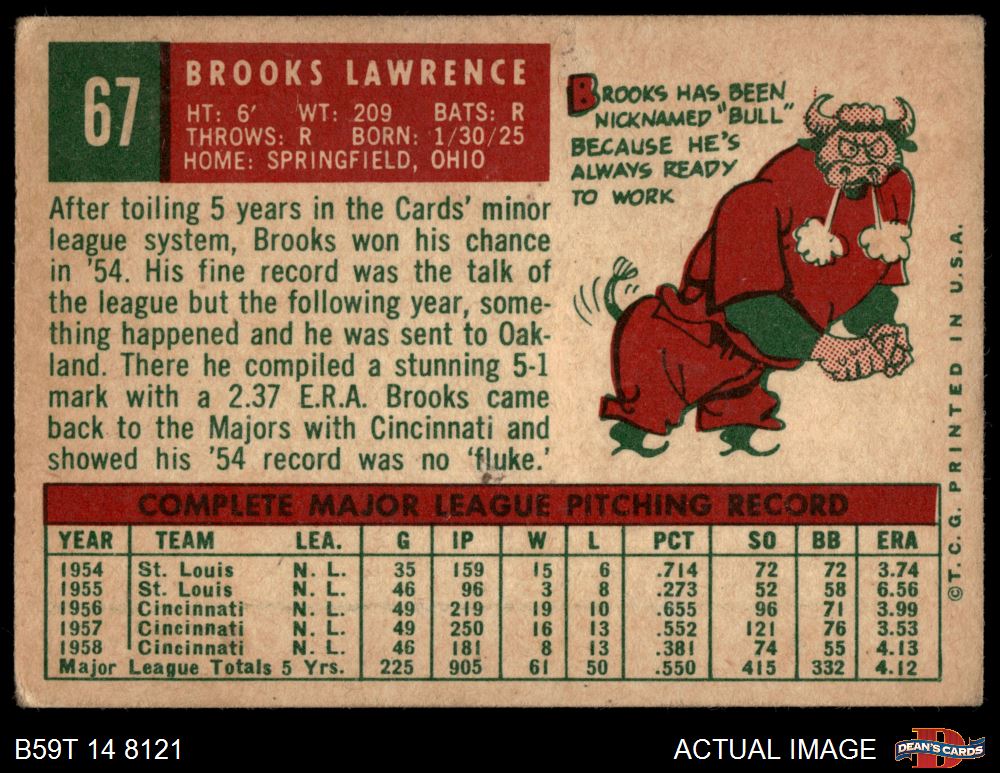 67
BROOKS LAWRENCE
HT: 6' WT: 209 BATS: R
THROWS: R BORN: 1/30/25
HOME: SPRINGFIELD, OHIO
BROOKS HAS BEEN
NICKNAMED "BULL"
BECAUSE HE'S
ALWAYS READY
TO WORK
After toiling 5 years in the Cards' minor
league system, Brooks won his chance
in '54. His fine record was the talk of
the league but the following year, some-
thing happened and he was sent to Oak-
land. There he compiled a stunning 5-1
mark with a 2.37 E.R.A. Brooks came
back to the Majors with Cincinnati and
showed his '54 record was no 'fluke.'
COMPLETE MAJOR LEAGUE PITCHING RECORD
YEAR TEAM LEA. G IP W L PCT SO BB ERA
1954 St. Louis N. L. 35 159 15 6 .714 72 72 3.74
1955 St. Louis N. L. 46 96 3 8 .273 52 58 6.56
1956 Cincinnati N. L. 49 219 19 10 .655 96 71 3.99
1957 Cincinnati N. L. 49 250 16 13 .552 121 76 3.53
1958 Cincinnati N. L. 46 181 8 13 .381 74 55 4.13
Major League Totals 5 Yrs. 225 905 61 50 .550 415 332 4.12
©T. C. G. PRINTED IN U.S.A.
B59T 14 8121
ACTUAL IMAGE
D
DEAN'S CARDS